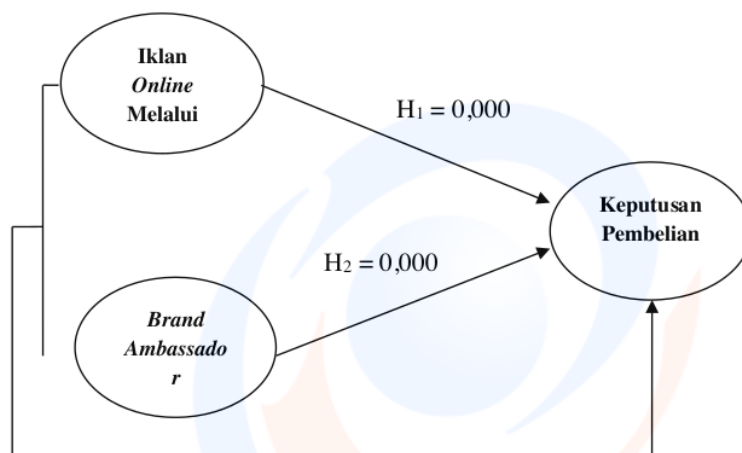 Iklan
Online
Melalui
H₁ = 0,000
Keputusan
Pembelian
H₂ = 0,000
Brand
Ambassado
r